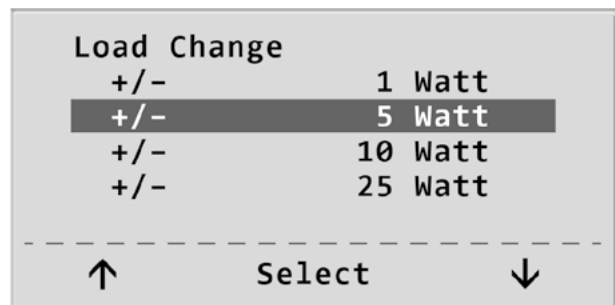 Load Change
+/- 1 Watt
+/- 5 Watt
+/- 10 Watt
+/- 25 Watt
↑ Select ↓